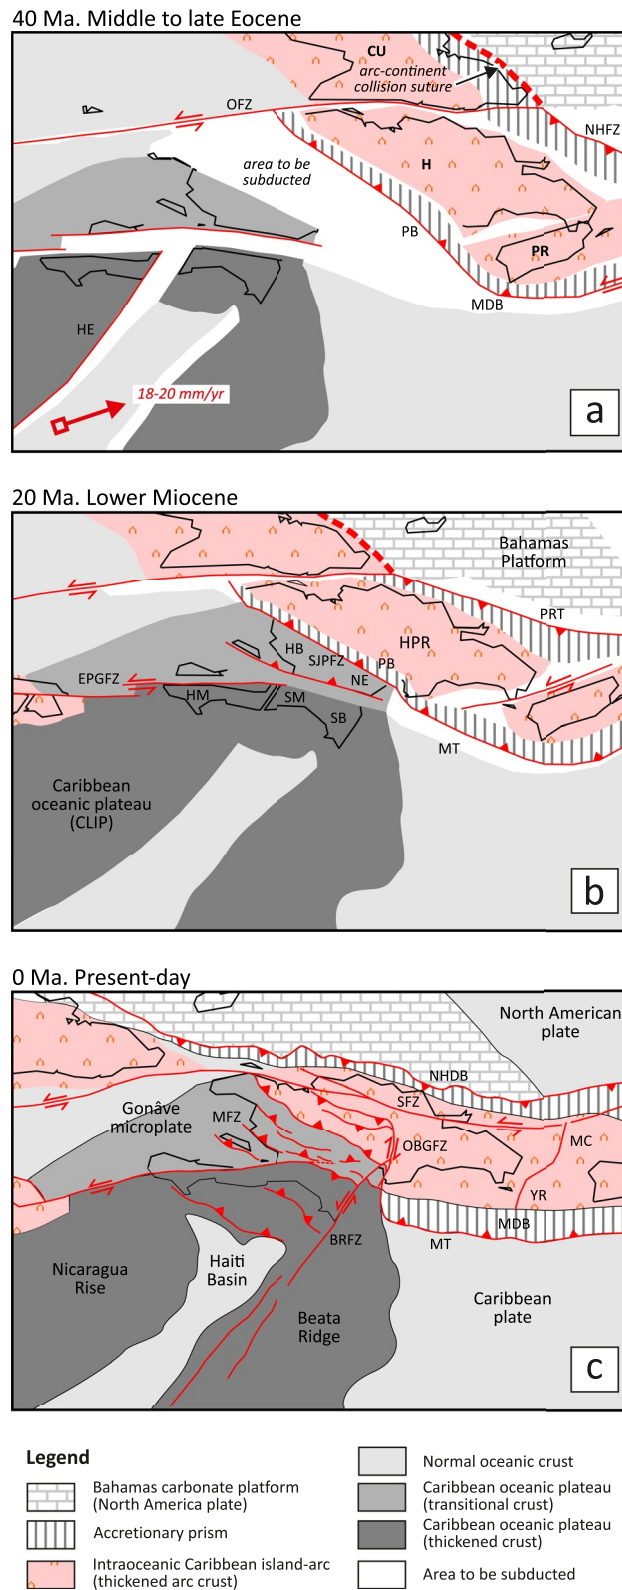 40 Ma. Middle to late Eocene
CU
arc-continent
collision suture
OFZ
NHFZ
area to be
subducted
H
PB
PR
MDB
HE
18-20 mm/yr
a
20 Ma. Lower Miocene
Bahamas
Platform
PRT
HB
HPR
SJPFZ
PB
EPGFZ
NE
HM
SM
SB
MT
Caribbean
oceanic plateau
(CLIP)
b
0 Ma. Present-day
North American
plate
NHDB
SFZ
Gonâve
microplate
MFZ
MC
OBGFZ
YR
MDB
MT
BRFZ
Haiti
Basin
Nicaragua
Rise
Caribbean
plate
Beata
Ridge
c
Legend
Bahamas carbonate platform
(North America plate)
Accretionary prism
Intraoceanic Caribbean island-arc
(thickened arc crust)
Normal oceanic crust
Caribbean oceanic plateau
(transitional crust)
Caribbean oceanic plateau
(thickened crust)
Area to be subducted